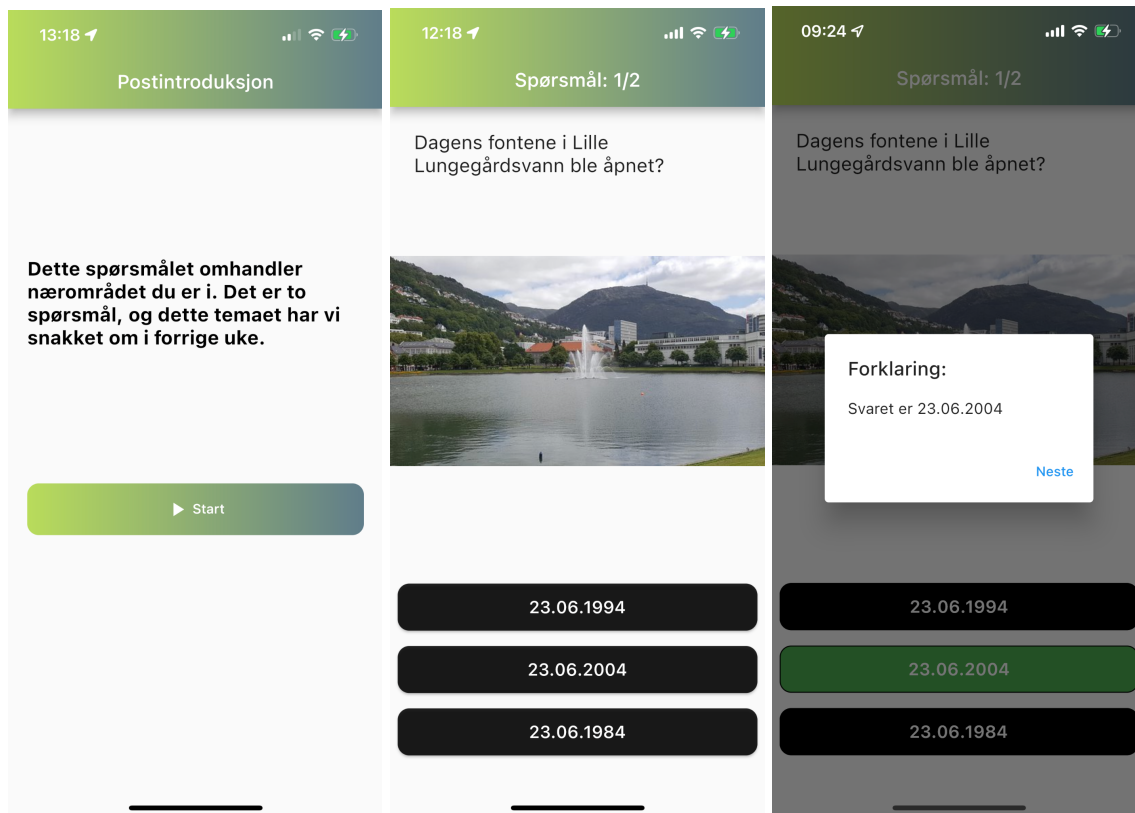 13:18
Postintroduksjon
Dette spørsmålet omhandler
nærområdet du er i. Det er to
spørsmål, og dette temaet har vi
snakket om i forrige uke.
Start
12:18
Spørsmål: 1/2
Dagens fontene i Lille
Lungegårdsvann ble åpnet?
23.06.1994
23.06.2004
23.06.1984
09:24
Spørsmål: 1/2
Dagens fontene i Lille
Lungegårdsvann ble åpnet?
Forklaring:
Svaret er 23.06.2004
Neste
23.06.1994
23.06.2004
23.06.1984